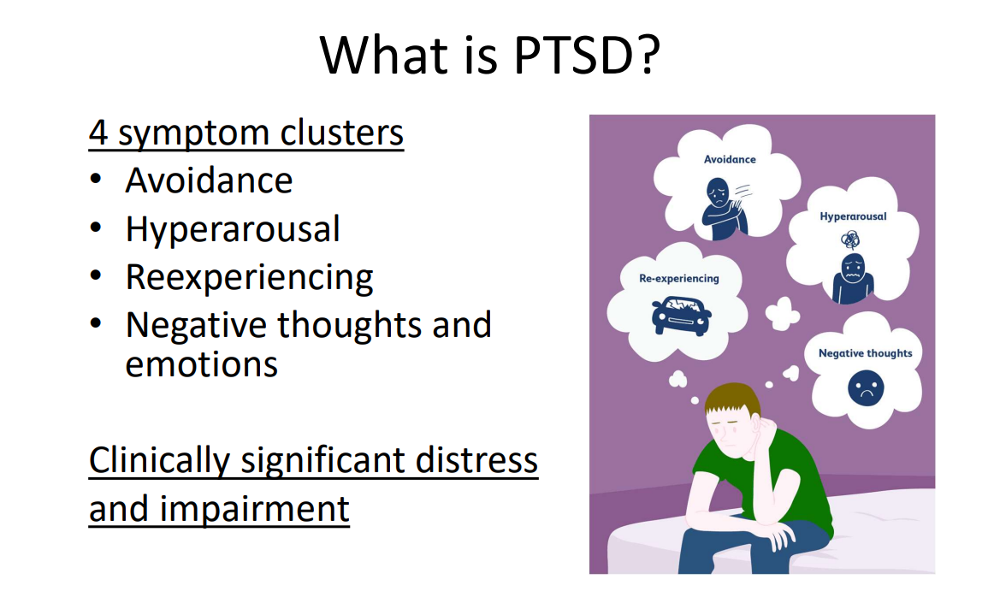 What is PTSD?
4 symptom clusters
• Avoidance
• Hyperarousal
• Reexperiencing
• Negative thoughts and
emotions
Clinically significant distress
and impairment
Avoidance
Hyperarousal
Re-experiencing
Negative thoughts